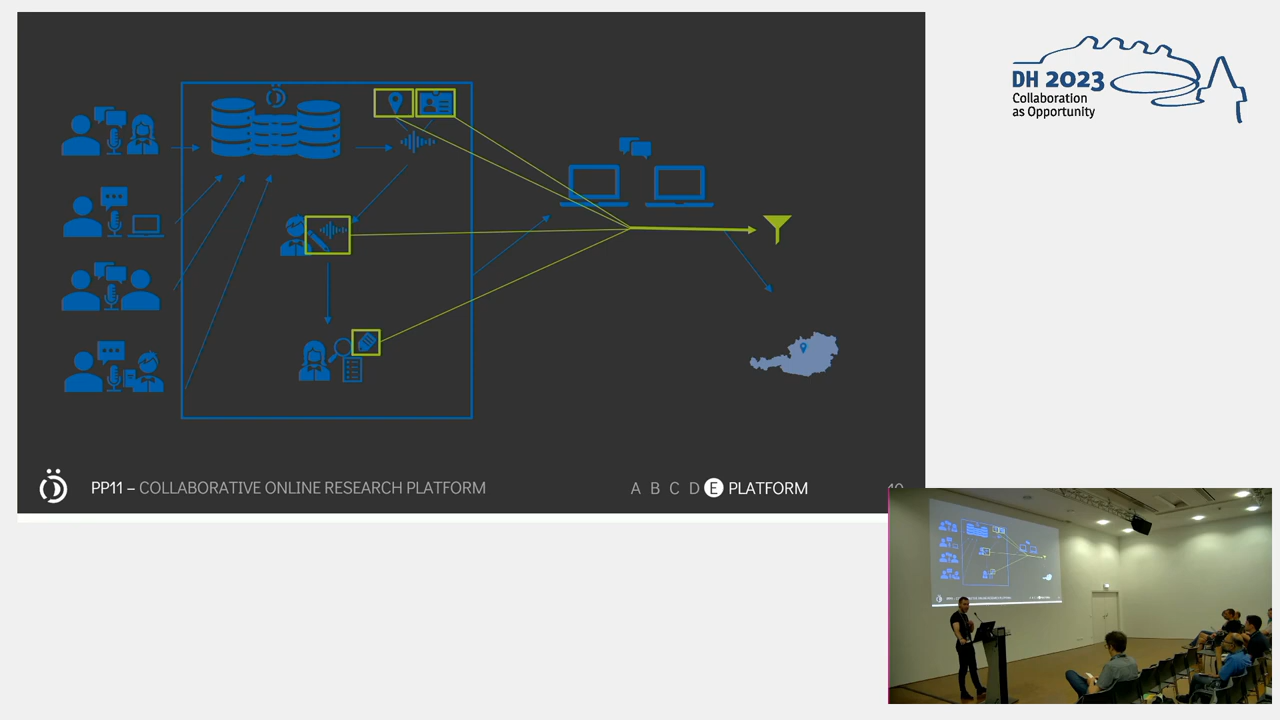 DH 2023
Collaboration
as Opportunity
PP11 – COLLABORATIVE ONLINE RESEARCH PLATFORM
A B C D E PLATFORM